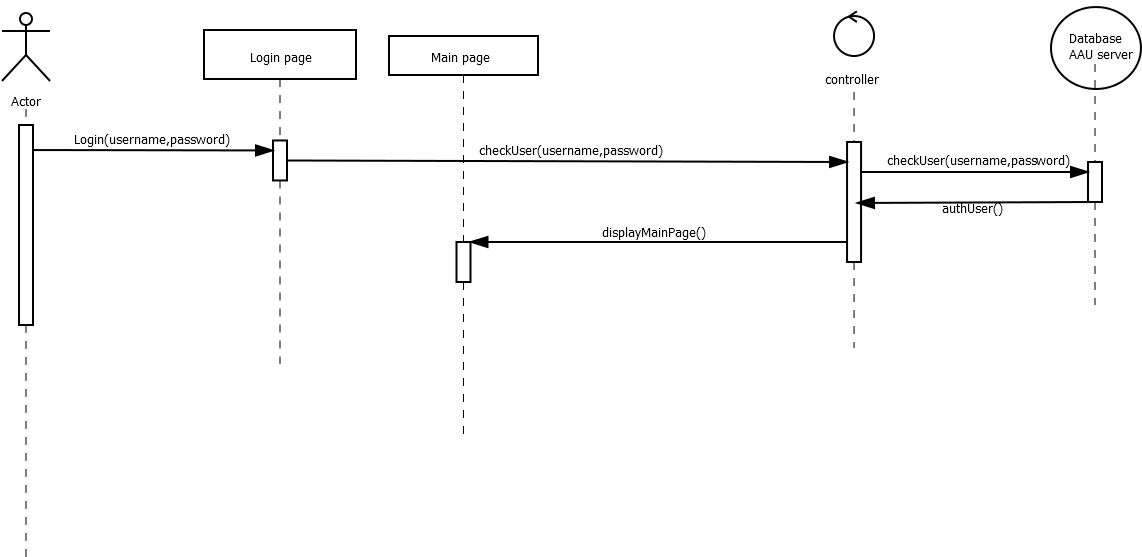 Actor
Login page
Main page
controller
Database
AAU server
Login(username,password)
checkUser(username,password)
checkUser(username,password)
authUser()
displayMainPage()